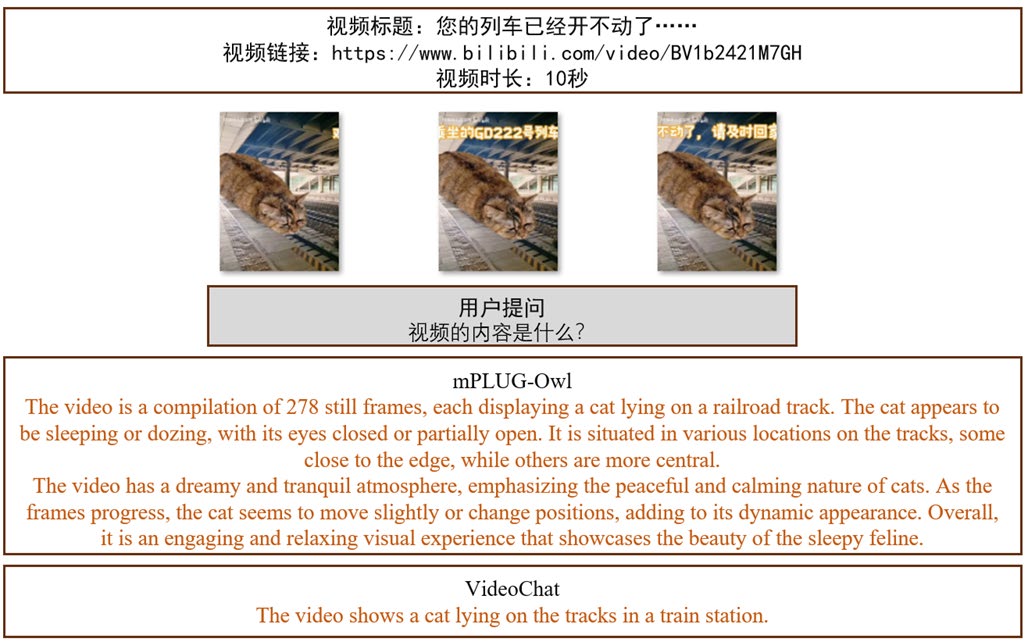 视频标题：您的列车已经开不动了……
视频链接：https://www.bilibili.com/video/BV1b2421M7GH
视频时长：10秒
坐的GD222号列车
不动了，请及时回
用户提问
视频的内容是什么？
mPLUG-Owl
The video is a compilation of 278 still frames, each displaying a cat lying on a railroad track. The cat appears to
be sleeping or dozing, with its eyes closed or partially open. It is situated in various locations on the tracks, some
close to the edge, while others are more central.
The video has a dreamy and tranquil atmosphere, emphasizing the peaceful and calming nature of cats. As the
frames progress, the cat seems to move slightly or change positions, adding to its dynamic appearance. Overall,
it is an engaging and relaxing visual experience that showcases the beauty of the sleepy feline.
VideoChat
The video shows a cat lying on the tracks in a train station.